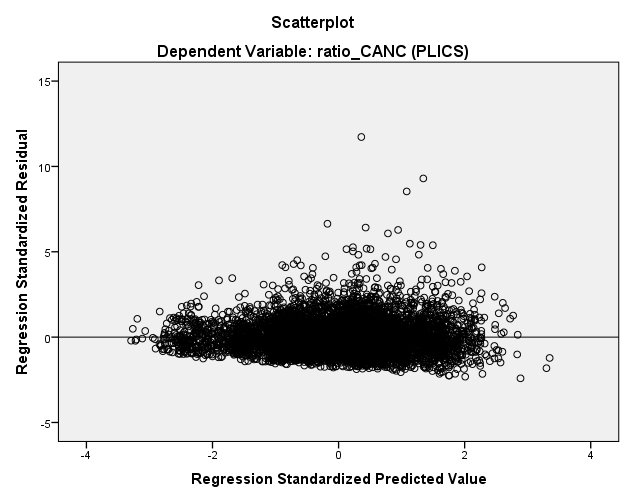 Scatterplot
Dependent Variable: ratio_CANC (PLICS)
Regression Standardized Residual
15
10
5
0
-5
-4
-2
0
2
4
Regression Standardized Predicted Value